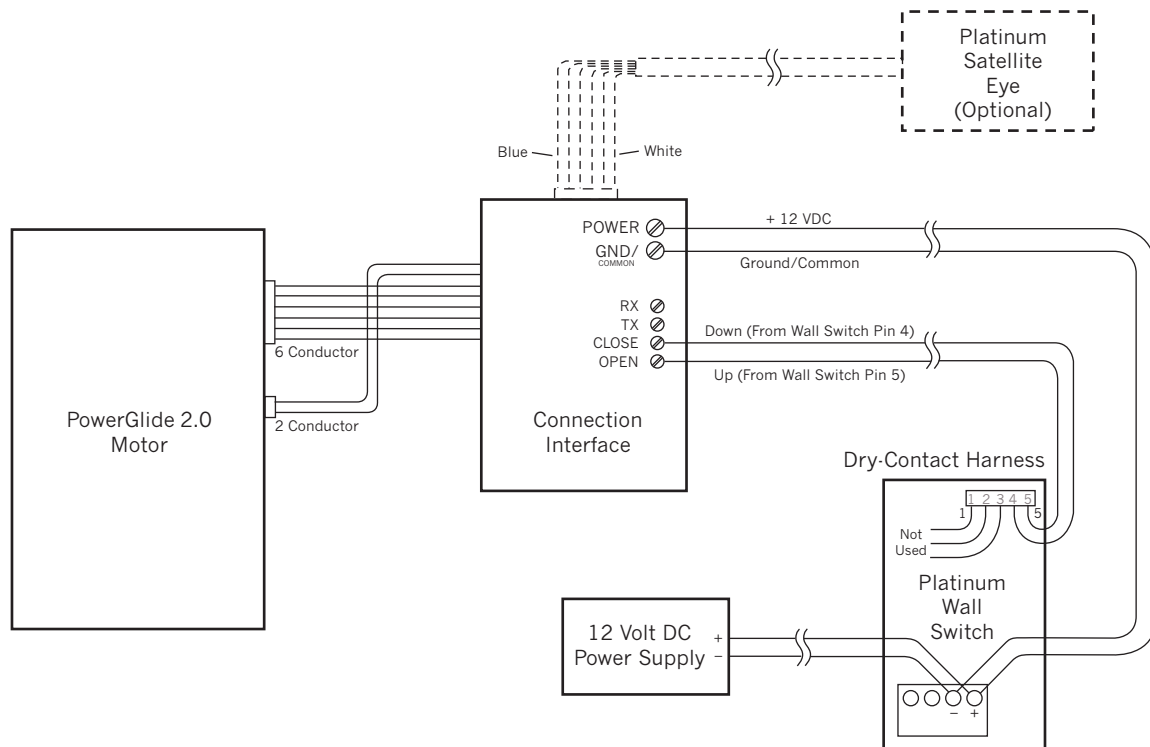 Platinum
Satellite
Eye
(Optional)
Blue
White
POWER
+ 12 VDC
GND/
COMMON
Ground/Common
RX
TX
CLOSE
Down (From Wall Switch Pin 4)
OPEN
Up (From Wall Switch Pin 5)
6 Conductor
2 Conductor
PowerGlide 2.0
Motor
Connection
Interface
Dry-Contact Harness
1 2 3 4 5
1
5
Not
Used
Platinum
Wall
Switch
12 Volt DC
Power Supply
+
−
− +